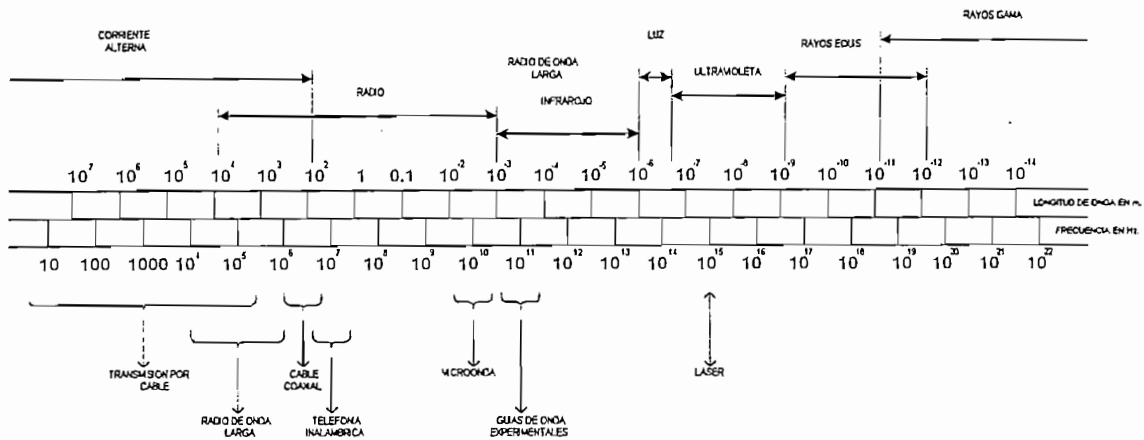 RAYOS GAMA
CORRIENTE
ALTERNA
LUZ
RAYOS EQUIS
RADIO DE ONDA
LARGA
ULTRAVIOLETA
RADIO
INFRAROJO
10⁷ 10⁶ 10⁵ 10⁴ 10³ 10² 1 0.1 10⁻² 10⁻³ 10⁻⁴ 10⁻⁵ 10⁻⁶ 10⁻⁷ 10⁻⁸ 10⁻⁹ 10⁻¹⁰ 10⁻¹¹ 10⁻¹² 10⁻¹³ 10⁻¹⁴
LONGITUD DE ONDA EN m.
FRECUENCIA EN Hz.
10 100 1000 10⁴ 10⁵ 10⁶ 10⁷ 10⁸ 10⁹ 10¹⁰ 10¹¹ 10¹² 10¹³ 10¹⁴ 10¹⁵ 10¹⁶ 10¹⁷ 10¹⁸ 10¹⁹ 10²⁰ 10²¹ 10²²
TRANSMISION POR
CABLE
CABLE
COAXAL
MICROONDA
LASER
RADIO DE ONDA
LARGA
TELEFONIA
INALAMBRICA
GUIAS DE ONDA
EXPERIMENTALES